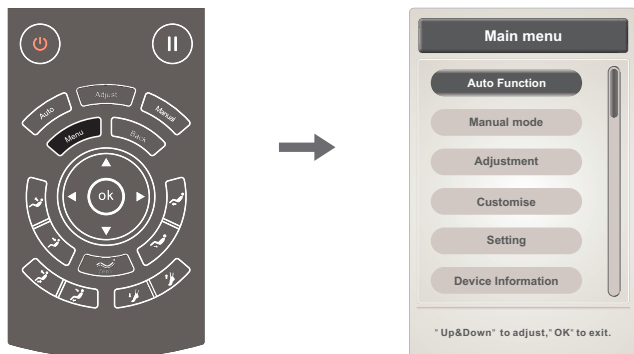 Adjust
Auto
Manual
Menu
Back
ok
Main menu
Auto Function
Manual mode
Adjustment
Customise
Setting
Device Information
"Up&Down" to adjust,"OK" to exit.